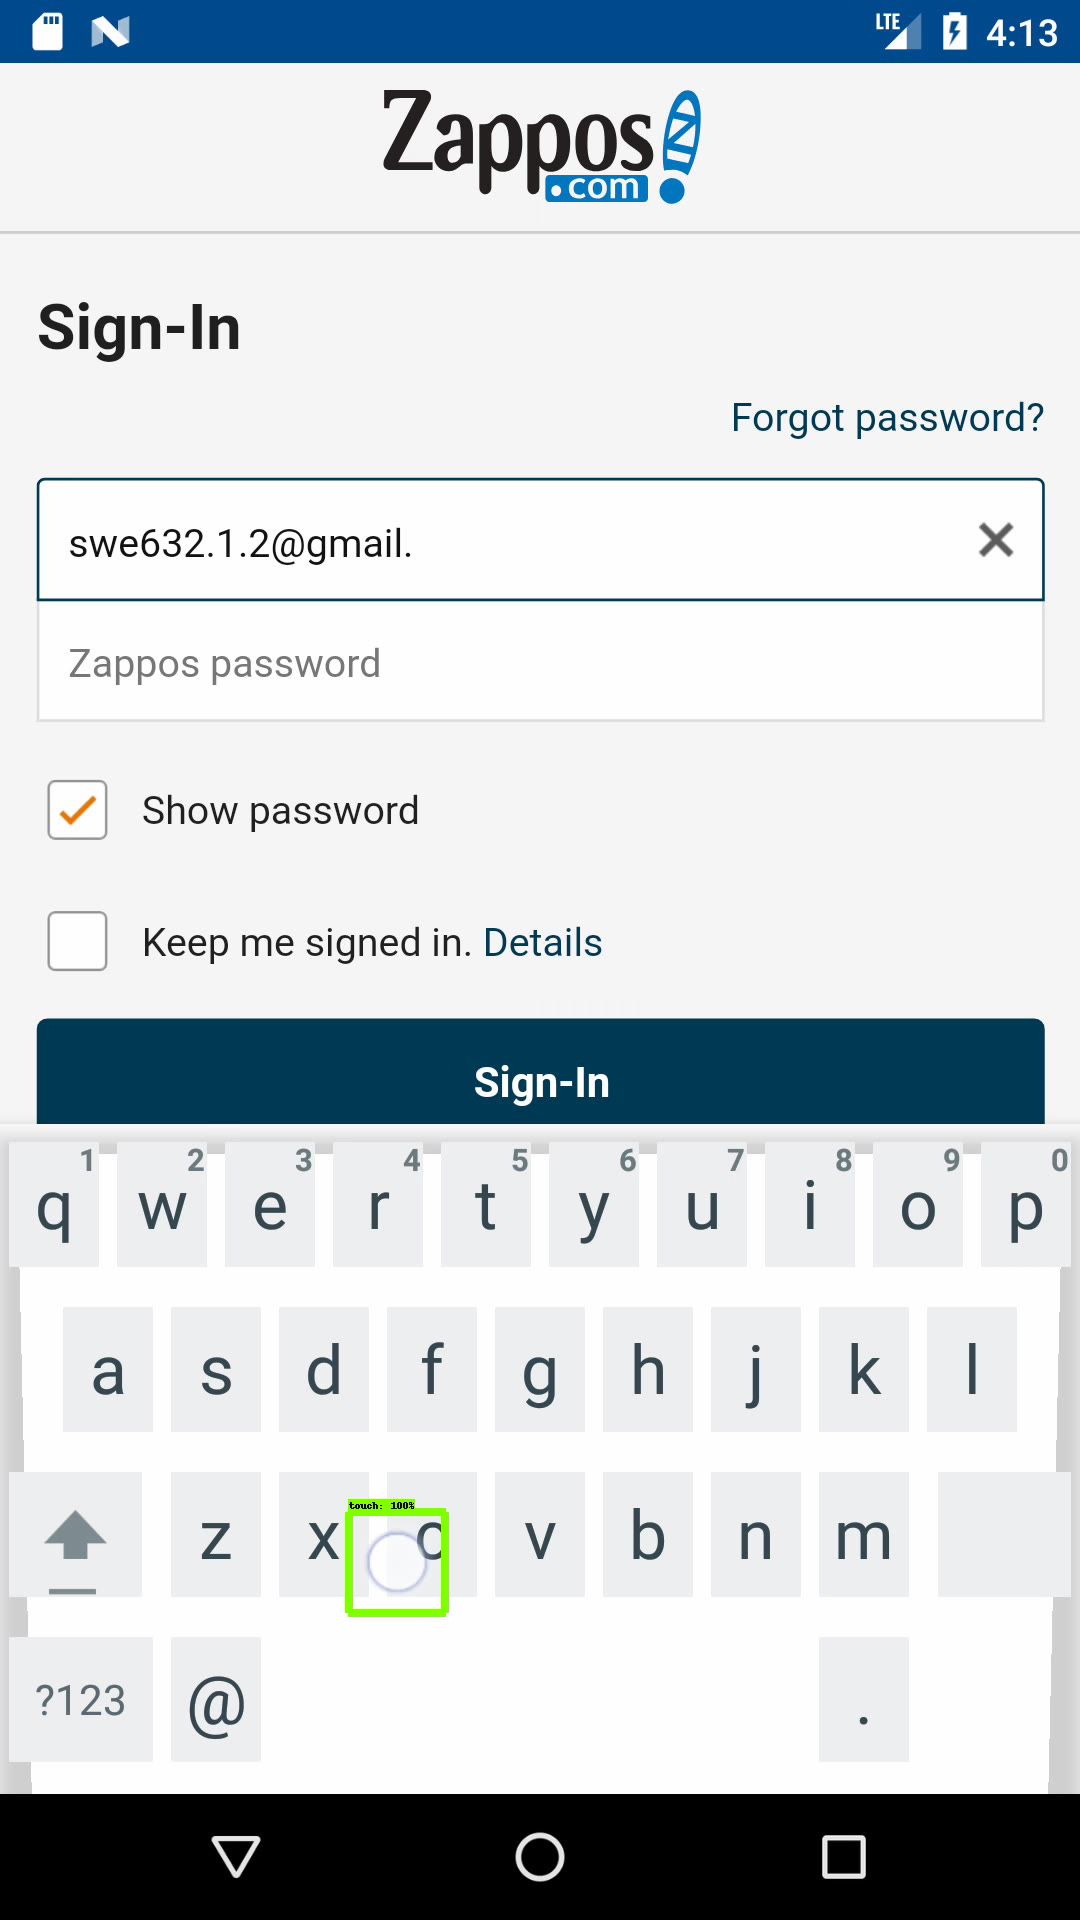 LTE 4:13
Zappos
.com
Sign-In
Forgot password?
swe632.1.2@gmail.
Zappos password
Show password
Keep me signed in. Details
Sign-In
1 2 3 4 5 6 7 8 9 0
q w e r t y u i o p
a s d f g h j k l
touch: 100%
z x c v b n m
?123 @ .